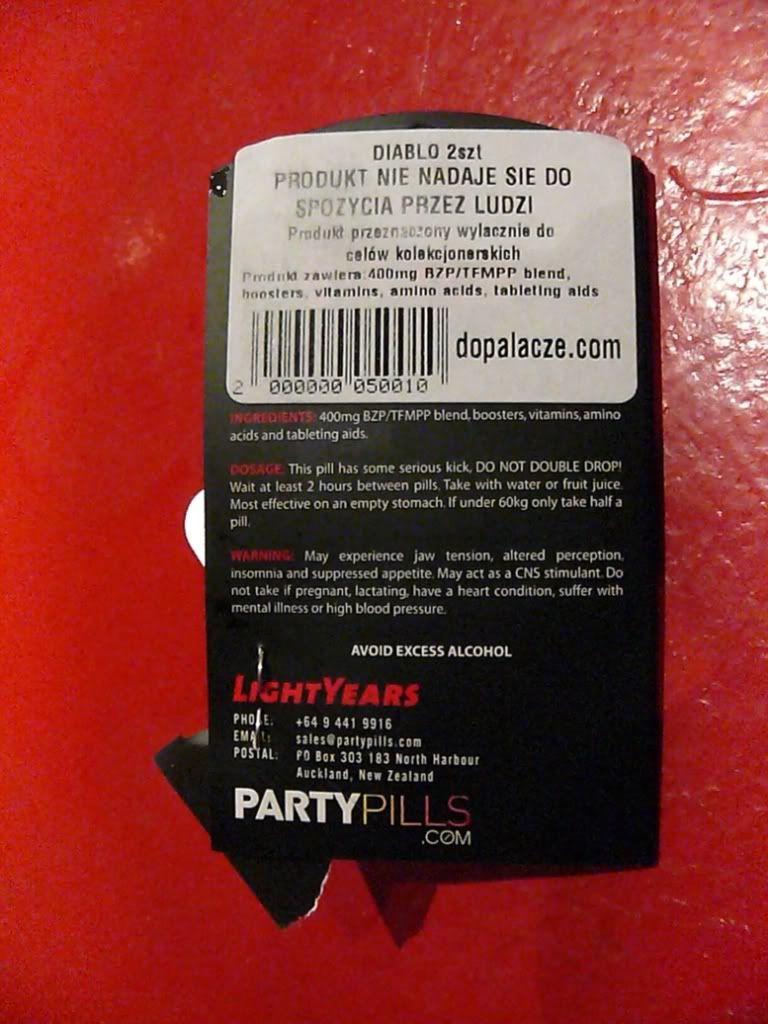 DIABLO 2szt
PRODUKT NIE NADAJE SIE DO
SPOZYCIA PRZEZ LUDZI
Produkt przeznaczony wylacznie do
celów kolekcjonerskich
Produkt zawiera:400mg BZP/TFMPP blend,
boosters, vitamins, amino acids, tableting aids
dopalacze.com
2 000000 050010
INGREDIENTS: 400mg BZP/TFMPP blend, boosters, vitamins, amino
acids and tableting aids.
DOSAGE: This pill has some serious kick, DO NOT DOUBLE DROP!
Wait at least 2 hours between pills. Take with water or fruit juice.
Most effective on an empty stomach. If under 60kg only take half a
pill.
WARNING: May experience jaw tension, altered perception,
insomnia and suppressed appetite. May act as a CNS stimulant. Do
not take if pregnant, lactating, have a heart condition, suffer with
mental illness or high blood pressure.
AVOID EXCESS ALCOHOL
LIGHTYEARS
PHONE: +64 9 441 9916
EMAIL: sales@partypills.com
POSTAL: PO Box 303 183 North Harbour
Auckland, New Zealand
PARTYPILLS
.COM